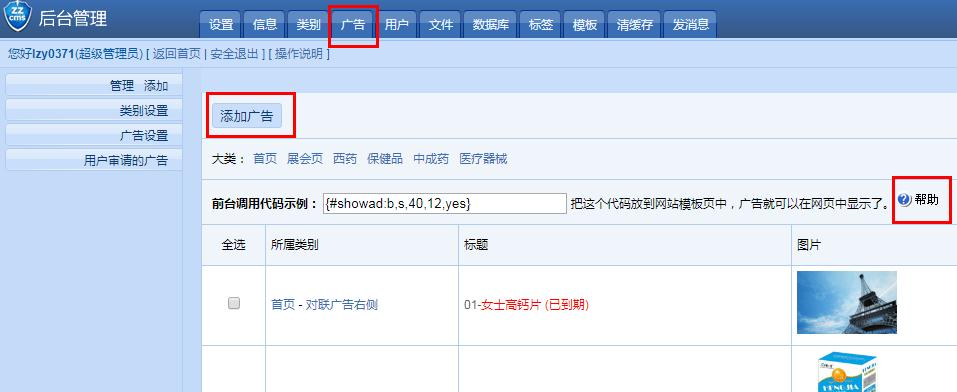 ZZ cms 后台管理
设置 信息 类别 广告 用户 文件 数据库 标签 模板 清缓存 发消息
您好lzy0371(超级管理员) [ 返回首页 | 安全退出 ] [ 操作说明 ]
管理 添加
类别设置
广告设置
用户审请的广告
添加广告
大类： 首页 展会页 西药 保健品 中成药 医疗器械
前台调用代码示例： {#showad:b,s,40,12,yes} 把这个代码放到网站模板页中，广告就可以在网页中显示了。 ? 帮助
全选 所属类别 标题 图片
首页 - 对联广告右侧 01-女士高钙片 (已到期)